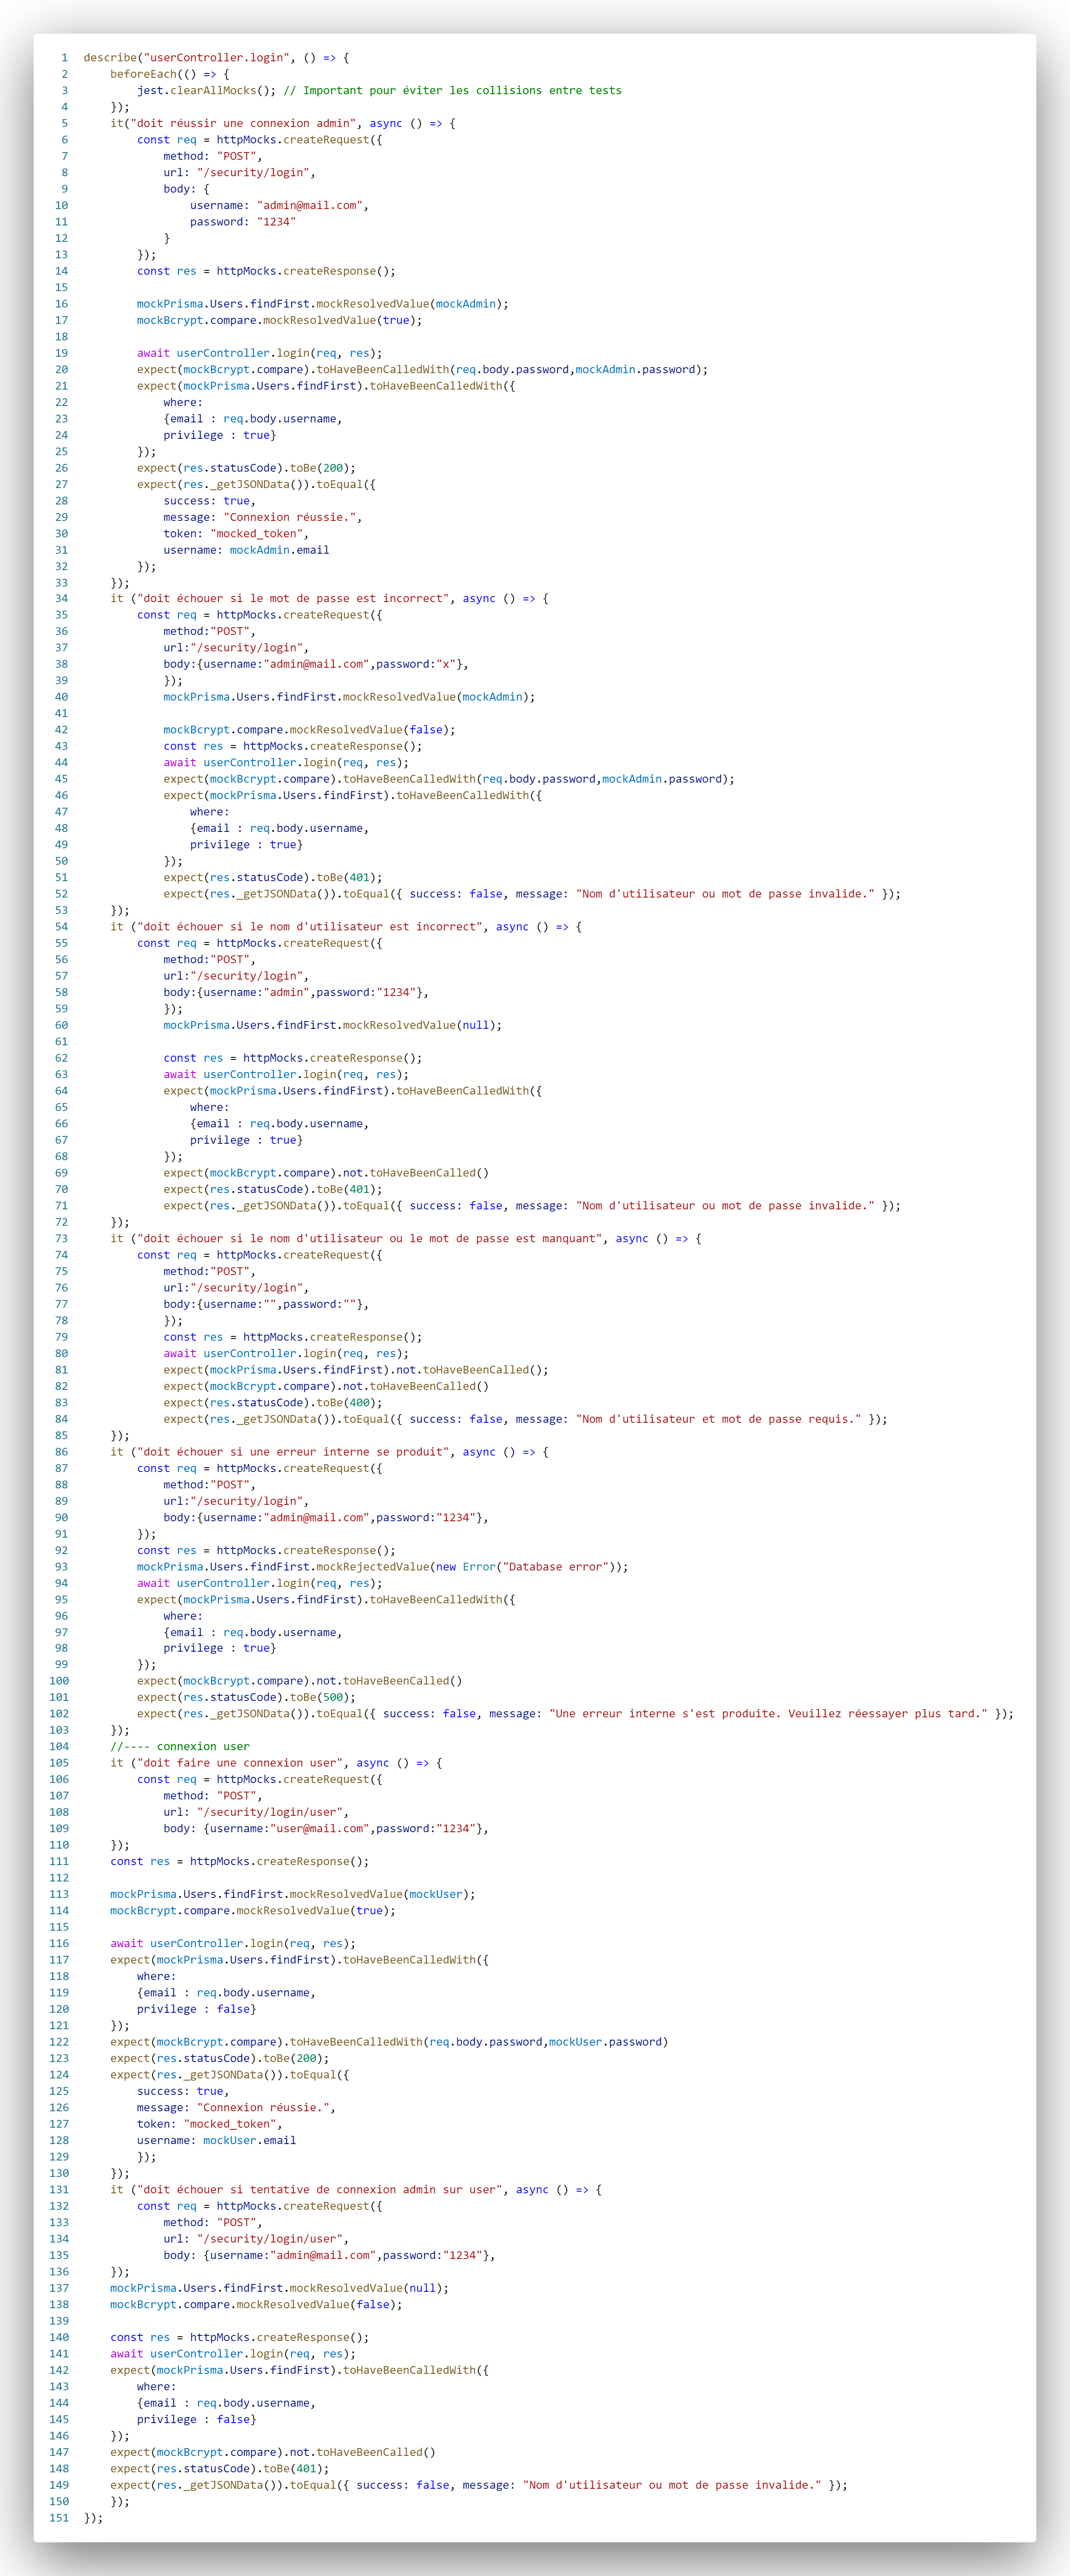 1 describe("userController.login", () => {
2 beforeEach(() => {
3 jest.clearAllMocks(); // Important pour éviter les collisions entre tests
4 });
5 it("doit réussir une connexion admin", async () => {
6 const req = httpMocks.createRequest({
7 method: "POST",
8 url: "/security/login",
9 body: {
10 username: "admin@mail.com",
11 password: "1234"
12 }
13 });
14 const res = httpMocks.createResponse();
15
16 mockPrisma.Users.findFirst.mockResolvedValue(mockAdmin);
17 mockBcrypt.compare.mockResolvedValue(true);
18
19 await userController.login(req, res);
20 expect(mockBcrypt.compare).toHaveBeenCalledWith(req.body.password,mockAdmin.password);
21 expect(mockPrisma.Users.findFirst).toHaveBeenCalledWith({
22 where:
23 {email : req.body.username,
24 privilege : true}
25 });
26 expect(res.statusCode).toBe(200);
27 expect(res._getJSONData()).toEqual({
28 success: true,
29 message: "Connexion réussie.",
30 token: "mocked_token",
31 username: mockAdmin.email
32 });
33 });
34 it ("doit échouer si le mot de passe est incorrect", async () => {
35 const req = httpMocks.createRequest({
36 method:"POST",
37 url:"/security/login",
38 body:{username:"admin@mail.com",password:"x"},
39 });
40 mockPrisma.Users.findFirst.mockResolvedValue(mockAdmin);
41
42 mockBcrypt.compare.mockResolvedValue(false);
43 const res = httpMocks.createResponse();
44 await userController.login(req, res);
45 expect(mockBcrypt.compare).toHaveBeenCalledWith(req.body.password,mockAdmin.password);
46 expect(mockPrisma.Users.findFirst).toHaveBeenCalledWith({
47 where:
48 {email : req.body.username,
49 privilege : true}
50 });
51 expect(res.statusCode).toBe(401);
52 expect(res._getJSONData()).toEqual({ success: false, message: "Nom d'utilisateur ou mot de passe invalide." });
53 });
54 it ("doit échouer si le nom d'utilisateur est incorrect", async () => {
55 const req = httpMocks.createRequest({
56 method:"POST",
57 url:"/security/login",
58 body:{username:"admin",password:"1234"},
59 });
60 mockPrisma.Users.findFirst.mockResolvedValue(null);
61
62 const res = httpMocks.createResponse();
63 await userController.login(req, res);
64 expect(mockPrisma.Users.findFirst).toHaveBeenCalledWith({
65 where:
66 {email : req.body.username,
67 privilege : true}
68 });
69 expect(mockBcrypt.compare).not.toHaveBeenCalled()
70 expect(res.statusCode).toBe(401);
71 expect(res._getJSONData()).toEqual({ success: false, message: "Nom d'utilisateur ou mot de passe invalide." });
72 });
73 it ("doit échouer si le nom d'utilisateur ou le mot de passe est manquant", async () => {
74 const req = httpMocks.createRequest({
75 method:"POST",
76 url:"/security/login",
77 body:{username:"",password:""},
78 });
79 const res = httpMocks.createResponse();
80 await userController.login(req, res);
81 expect(mockPrisma.Users.findFirst).not.toHaveBeenCalled();
82 expect(mockBcrypt.compare).not.toHaveBeenCalled()
83 expect(res.statusCode).toBe(400);
84 expect(res._getJSONData()).toEqual({ success: false, message: "Nom d'utilisateur et mot de passe requis." });
85 });
86 it ("doit échouer si une erreur interne se produit", async () => {
87 const req = httpMocks.createRequest({
88 method:"POST",
89 url:"/security/login",
90 body:{username:"admin@mail.com",password:"1234"},
91 });
92 const res = httpMocks.createResponse();
93 mockPrisma.Users.findFirst.mockRejectedValue(new Error("Database error"));
94 await userController.login(req, res);
95 expect(mockPrisma.Users.findFirst).toHaveBeenCalledWith({
96 where:
97 {email : req.body.username,
98 privilege : true}
99 });
100 expect(mockBcrypt.compare).not.toHaveBeenCalled()
101 expect(res.statusCode).toBe(500);
102 expect(res._getJSONData()).toEqual({ success: false, message: "Une erreur interne s'est produite. Veuillez réessayer plus tard." });
103 });
104 //---- connexion user
105 it ("doit faire une connexion user", async () => {
106 const req = httpMocks.createRequest({
107 method: "POST",
108 url: "/security/login/user",
109 body: {username:"user@mail.com",password:"1234"},
110 });
111 const res = httpMocks.createResponse();
112
113 mockPrisma.Users.findFirst.mockResolvedValue(mockUser);
114 mockBcrypt.compare.mockResolvedValue(true);
115
116 await userController.login(req, res);
117 expect(mockPrisma.Users.findFirst).toHaveBeenCalledWith({
118 where:
119 {email : req.body.username,
120 privilege : false}
121 });
122 expect(mockBcrypt.compare).toHaveBeenCalledWith(req.body.password,mockUser.password)
123 expect(res.statusCode).toBe(200);
124 expect(res._getJSONData()).toEqual({
125 success: true,
126 message: "Connexion réussie.",
127 token: "mocked_token",
128 username: mockUser.email
129 });
130 });
131 it ("doit échouer si tentative de connexion admin sur user", async () => {
132 const req = httpMocks.createRequest({
133 method: "POST",
134 url: "/security/login/user",
135 body: {username:"admin@mail.com",password:"1234"},
136 });
137 mockPrisma.Users.findFirst.mockResolvedValue(null);
138 mockBcrypt.compare.mockResolvedValue(false);
139
140 const res = httpMocks.createResponse();
141 await userController.login(req, res);
142 expect(mockPrisma.Users.findFirst).toHaveBeenCalledWith({
143 where:
144 {email : req.body.username,
145 privilege : false}
146 });
147 expect(mockBcrypt.compare).not.toHaveBeenCalled()
148 expect(res.statusCode).toBe(401);
149 expect(res._getJSONData()).toEqual({ success: false, message: "Nom d'utilisateur ou mot de passe invalide." });
150 });
151 });